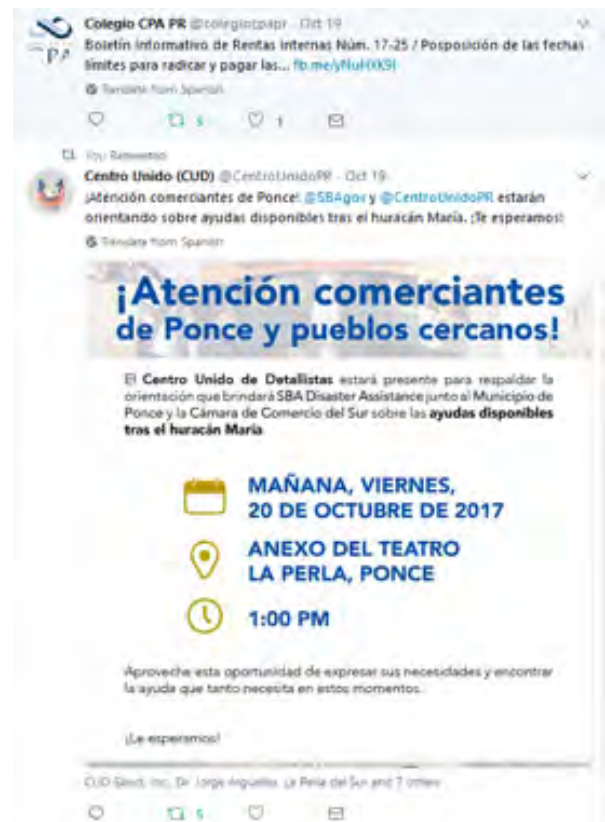 Colegio CPA PR @colegiocpapr · Oct 19
Boletín Informativo de Rentas Internas Núm. 17-25 / Posposición de las fechas
límites para radicar y pagar las...
Translate from Spanish
5 1
You Retweeted
Centro Unido (CUD) @CentroUnidoPR · Oct 19
¡Atención comerciantes de Ponce! @SBAgov y @CentroUnidoPR estarán
orientando sobre ayudas disponibles tras el huracán María. ¡Te esperamos!
Translate from Spanish
¡Atención comerciantes
de Ponce y pueblos cercanos!
El Centro Unido de Detallistas estará presente para respaldar la
orientación que brindará SBA Disaster Assistance junto al Municipio de
Ponce y la Cámara de Comercio del Sur sobre las ayudas disponibles
tras el huracán María.
MAÑANA, VIERNES,
20 DE OCTUBRE DE 2017
ANEXO DEL TEATRO
LA PERLA, PONCE
1:00 PM
Aproveche esta oportunidad de expresar sus necesidades y encontrar
la ayuda que tanto necesita en estos momentos.
¡Le esperamos!
Inc, Dr. Jorge Argüelles, La Perla del Sur and 7 others
5